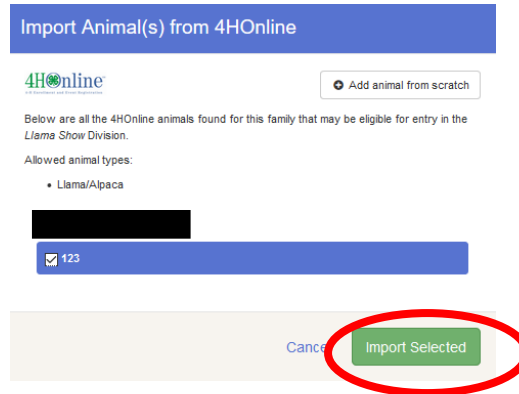 Import Animal(s) from 4HOnline
4HOnline
Add animal from scratch
Below are all the 4HOnline animals found for this family that may be eligible for entry in the
Llama Show Division.
Allowed animal types:
• Llama/Alpaca
123
Import Selected